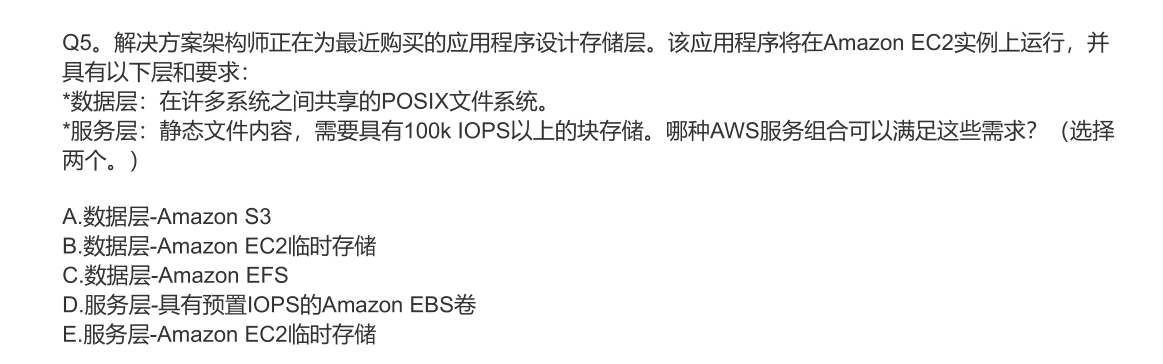 Q5。解决方案架构师正在为最近购买的应用程序设计存储层。该应用程序将在Amazon EC2实例上运行，并
具有以下层和要求：
*数据层：在许多系统之间共享的POSIX文件系统。
*服务层：静态文件内容，需要具有100k IOPS以上的块存储。哪种AWS服务组合可以满足这些需求？（选择
两个。）
A.数据层-Amazon S3
B.数据层-Amazon EC2临时存储
C.数据层-Amazon EFS
D.服务层-具有预置IOPS的Amazon EBS卷
E.服务层-Amazon EC2临时存储